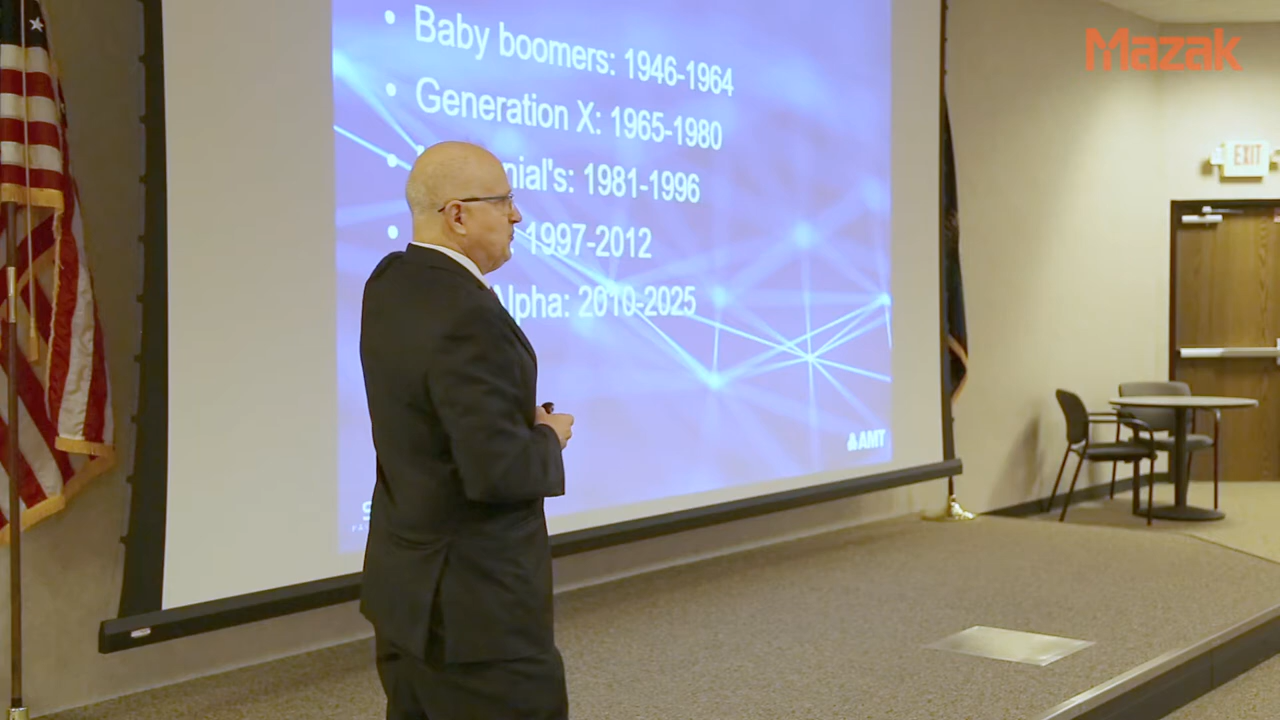 Mazak
• Baby boomers: 1946-1964
• Generation X: 1965-1980
• nial's: 1981-1996
• 1997-2012
Alpha: 2010-2025
EXIT
AMT